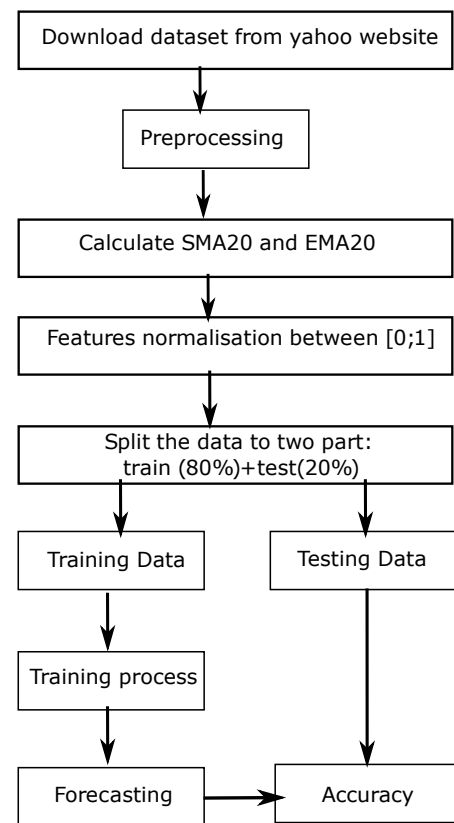 Download dataset from yahoo website
Preprocessing
Calculate SMA20 and EMA20
Features normalisation between [0;1]
Split the data to two part:
train (80%)+test(20%)
Training Data
Testing Data
Training process
Forecasting
Accuracy